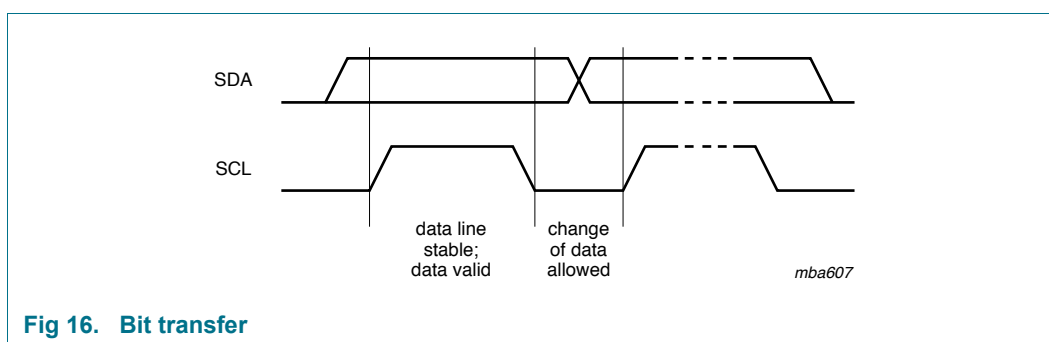 SDA
SCL
data line
stable;
data valid
change
of data
allowed
mba607
Fig 16. Bit transfer